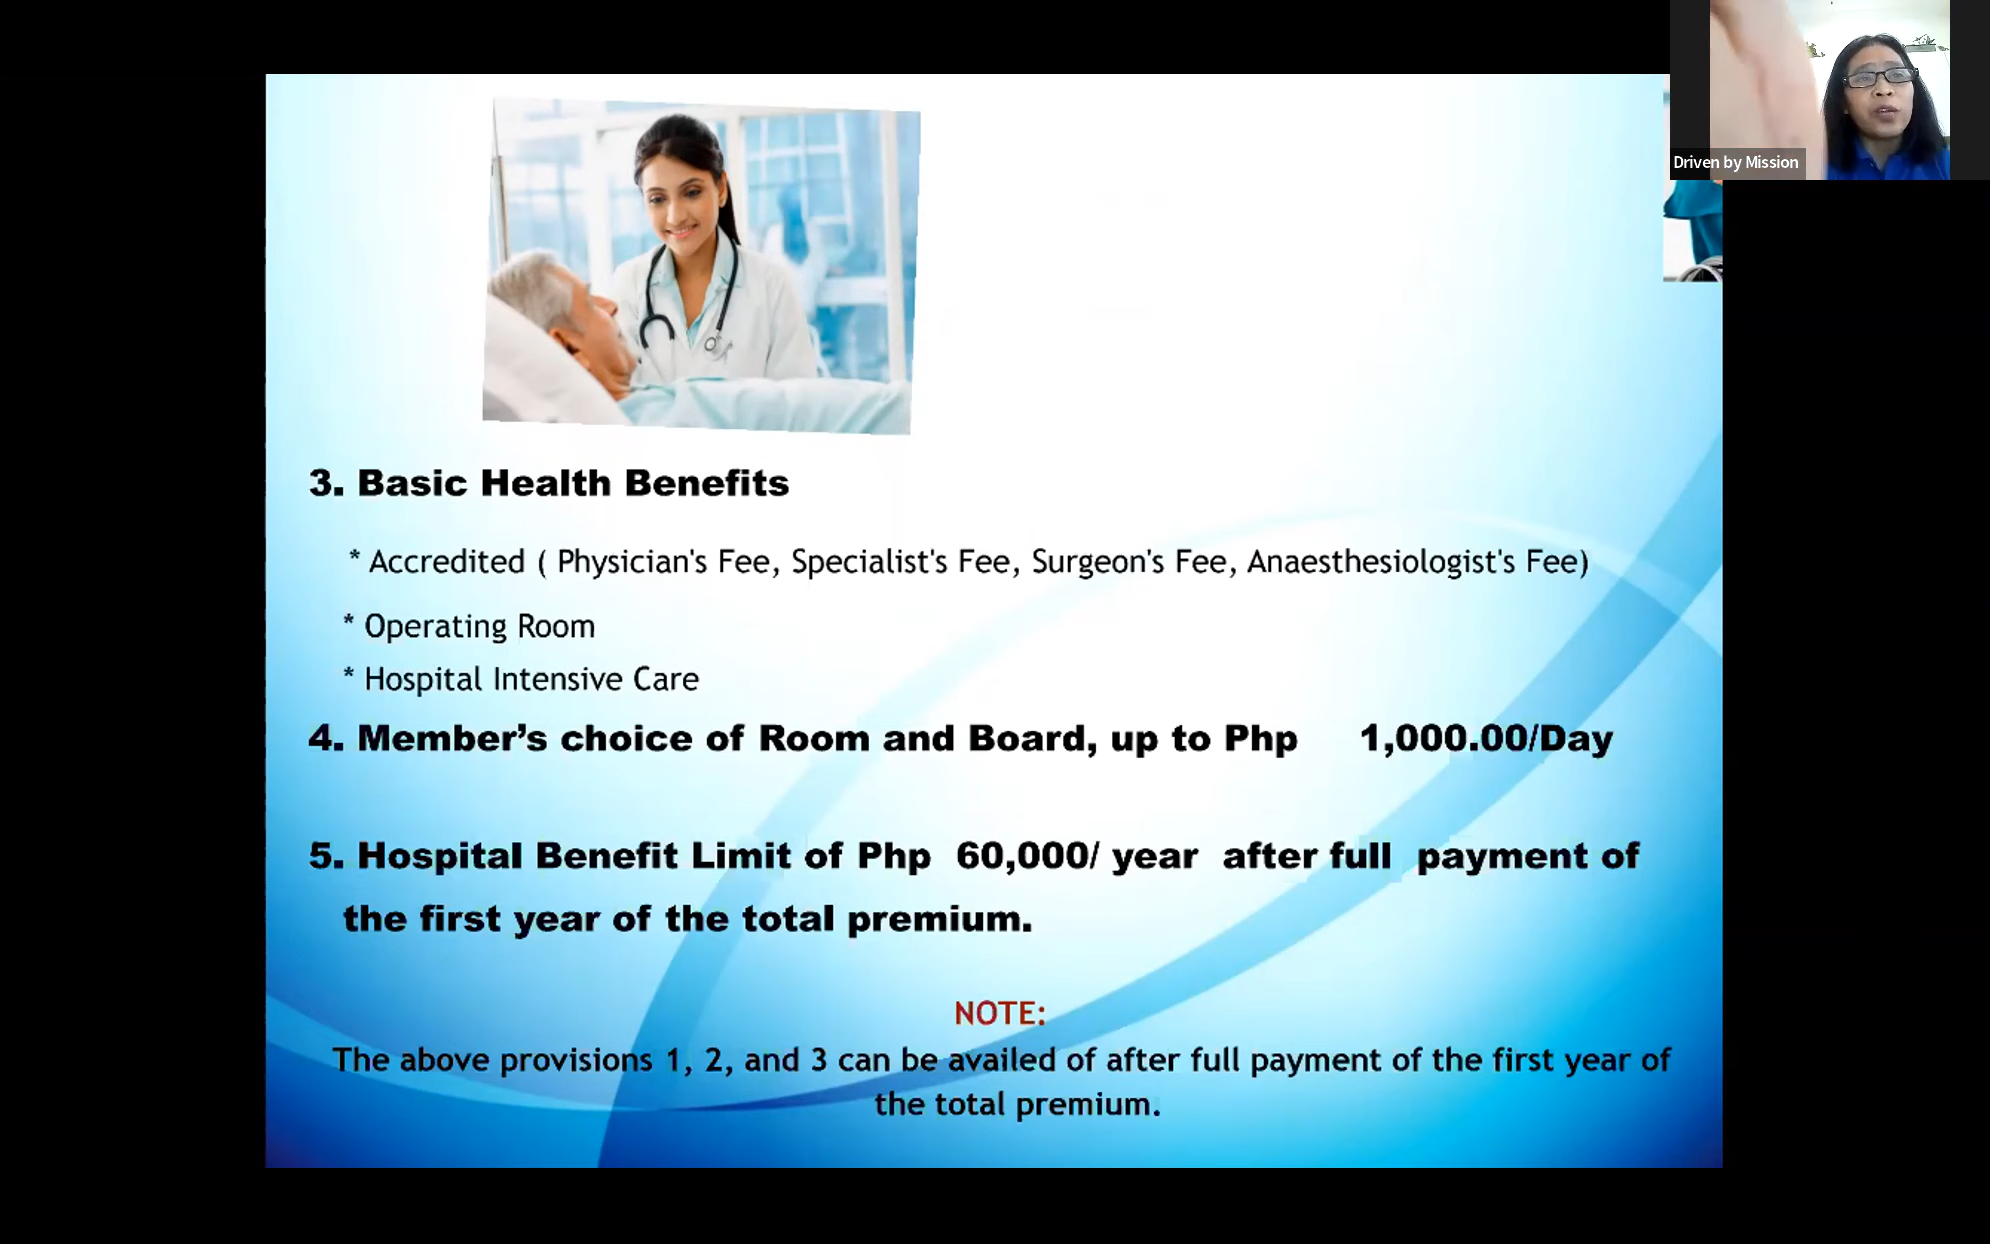 Driven by Mission
3. Basic Health Benefits
* Accredited ( Physician's Fee, Specialist's Fee, Surgeon's Fee, Anaesthesiologist's Fee)
* Operating Room
* Hospital Intensive Care
4. Member’s choice of Room and Board, up to Php 1,000.00/Day
5. Hospital Benefit Limit of Php 60,000/ year after full payment of
the first year of the total premium.
NOTE:
The above provisions 1, 2, and 3 can be availed of after full payment of the first year of
the total premium.